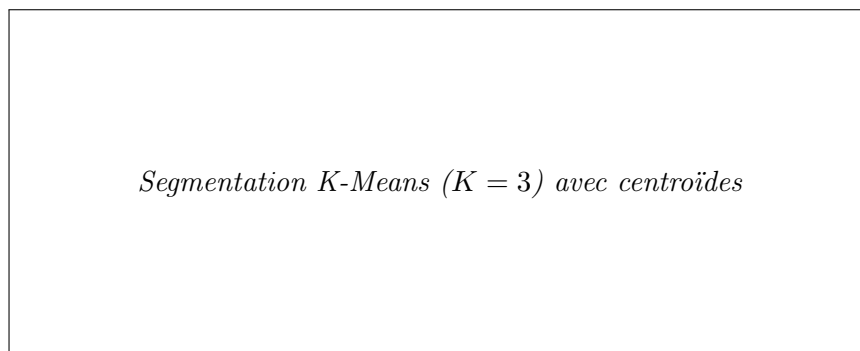 Segmentation K-Means (K = 3) avec centroïdes